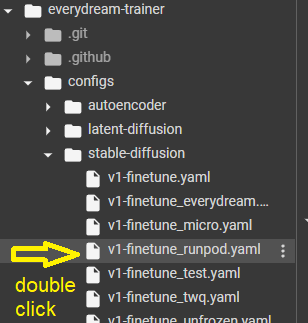 everydream-trainer
.git
.github
configs
autoencoder
latent-diffusion
stable-diffusion
v1-finetune.yaml
v1-finetune_everydream....
v1-finetune_micro.yaml
v1-finetune_runpod.yaml
double
v1-finetune_test.yaml
click
v1-finetune_twq.yaml
v1-finetune_unfrozen.yaml